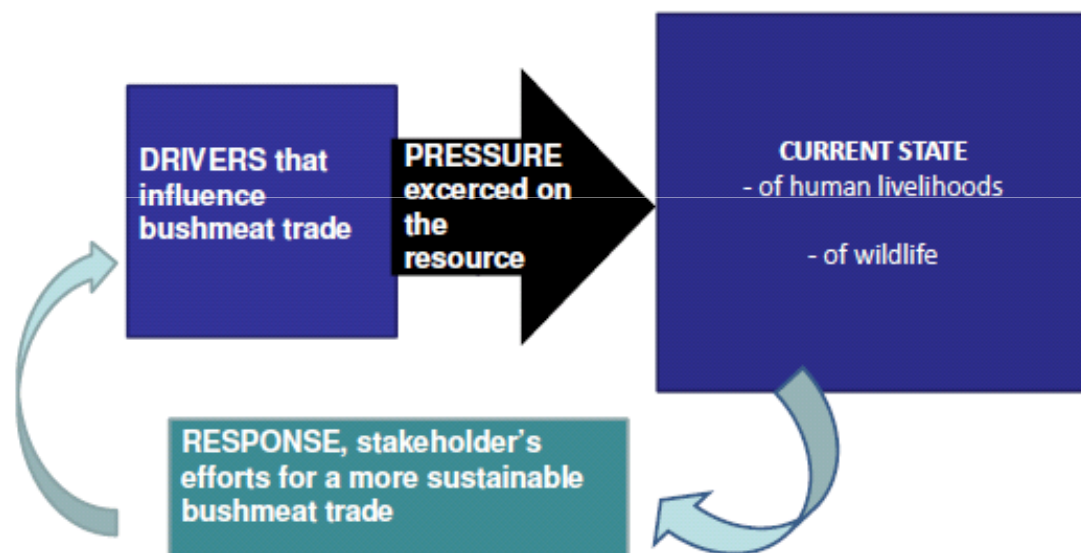 DRIVERS that
influence
bushmeat trade
PRESSURE
excerced on
the
resource
CURRENT STATE
- of human livelihoods
- of wildlife
RESPONSE, stakeholder’s
efforts for a more sustainable
bushmeat trade